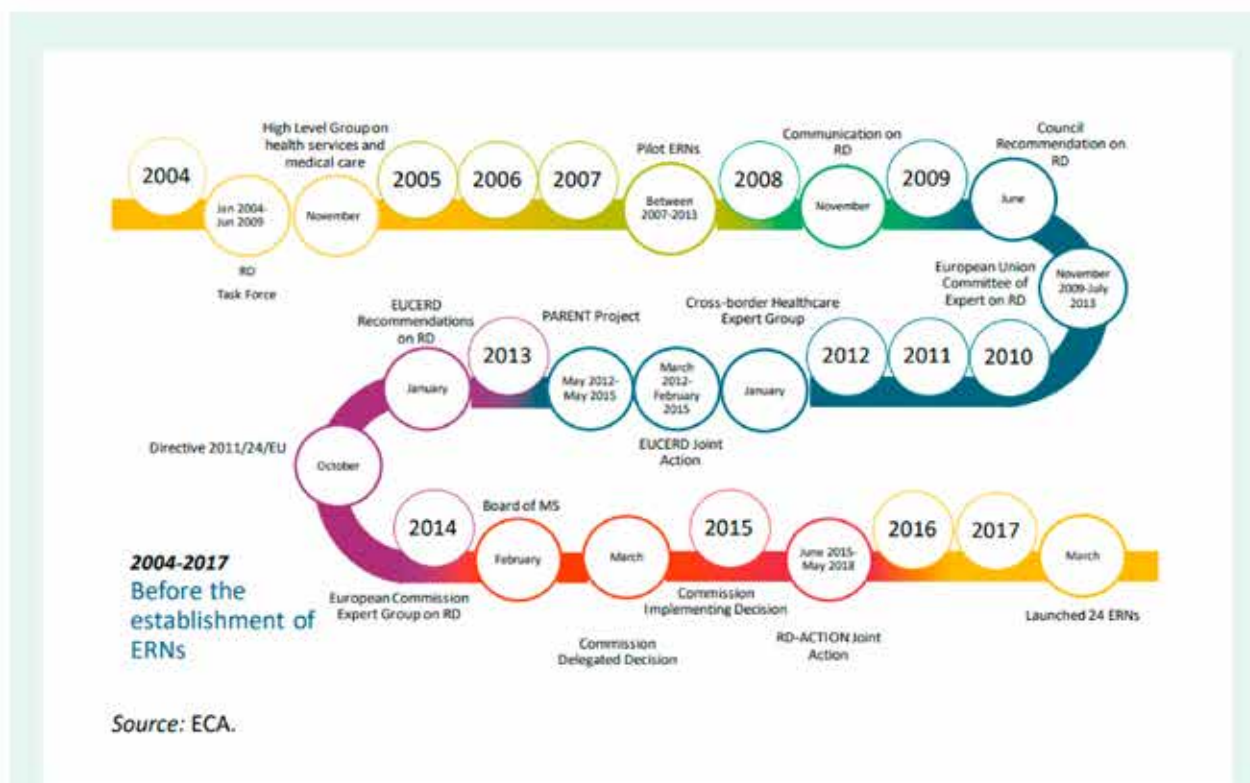 2004
Jan 2004-
Jun 2009
RD
Task Force
High Level Group on
health services and
medical care
November
2005
2006
2007
Pilot ERNs
Between
2007-2013
2008
Communication on
RD
November
2009
Council
Recommendation on
RD
June
European Union
Committee of
Expert on RD
November
2009-July
2013
2010
2011
2012
Cross-border Healthcare
Expert Group
January
March
2012-
February
2015
EUCERD Joint
Action
PARENT Project
May 2012-
May 2015
2013
EUCERD
Recommendations
on RD
January
Directive 2011/24/EU
October
2014
European Commission
Expert Group on RD
Board of MS
February
March
Commission
Delegated Decision
2015
Commission
Implementing Decision
June 2015-
May 2018
RD-ACTION Joint
Action
2016
2017
March
Launched 24 ERNs
2004-2017
Before the
establishment of
ERNs
Source: ECA.